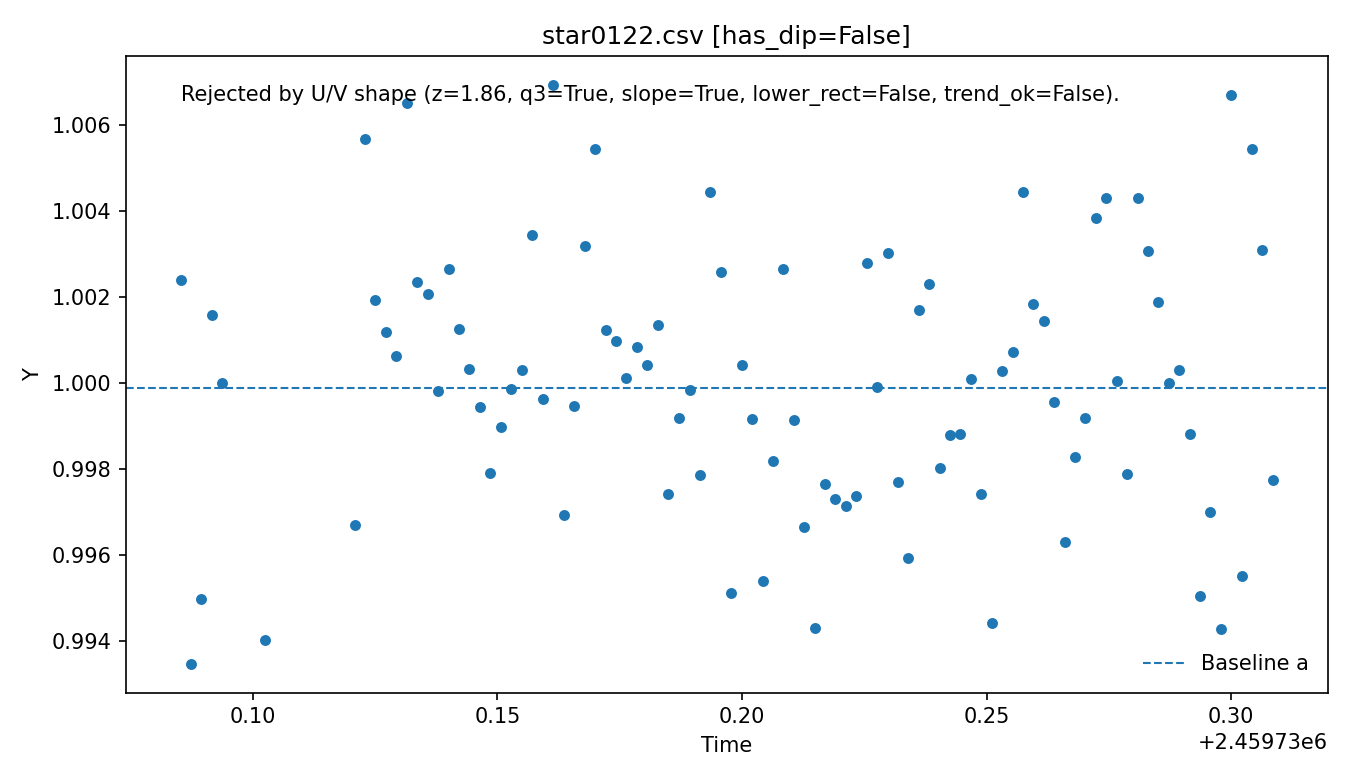 star0122.csv [has_dip=False]
Rejected by U/V shape (z=1.86, q3=True, slope=True, lower_rect=False, trend_ok=False).
1.006
1.004
1.002
1.000
0.998
0.996
0.994
Y
Baseline a
0.10 0.15 0.20 0.25 0.30
Time
+2.45973e6